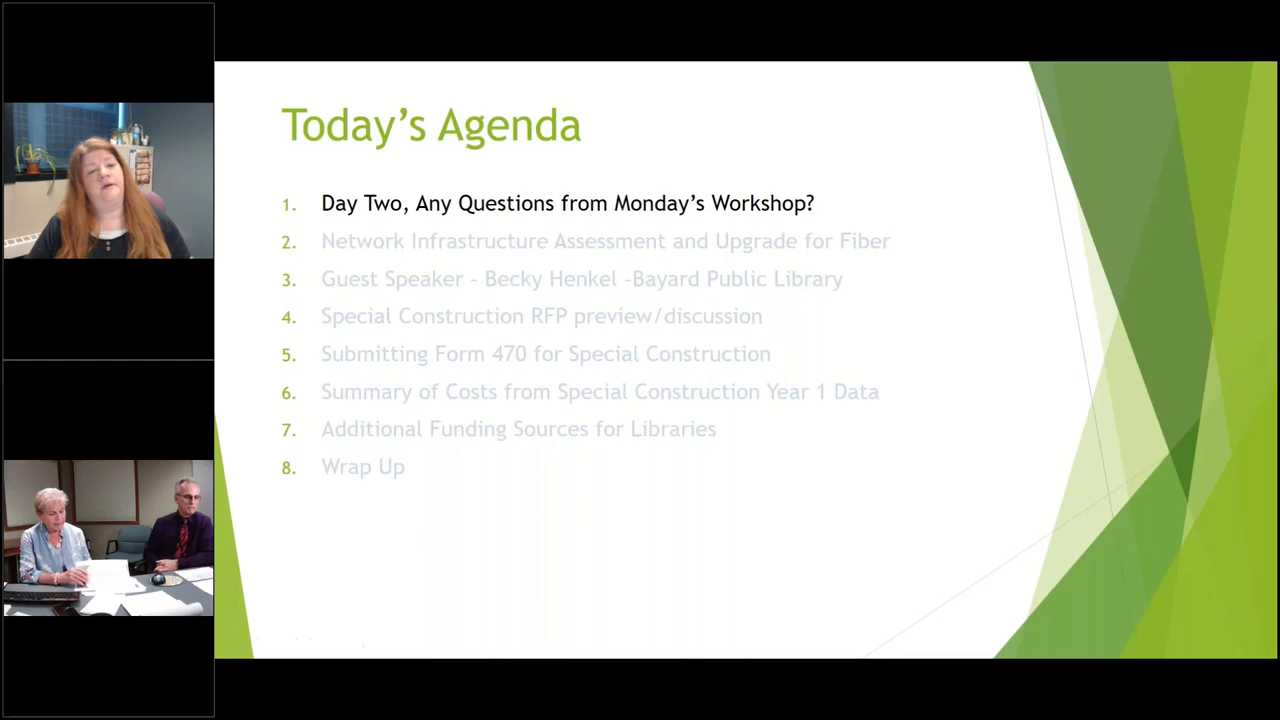 Today's Agenda
1. Day Two, Any Questions from Monday's Workshop?
2. Network Infrastructure Assessment and Upgrade for Fiber
3. Guest Speaker - Becky Henkel -Bayard Public Library
4. Special Construction RFP preview/discussion
5. Submitting Form 470 for Special Construction
6. Summary of Costs from Special Construction Year 1 Data
7. Additional Funding Sources for Libraries
8. Wrap Up